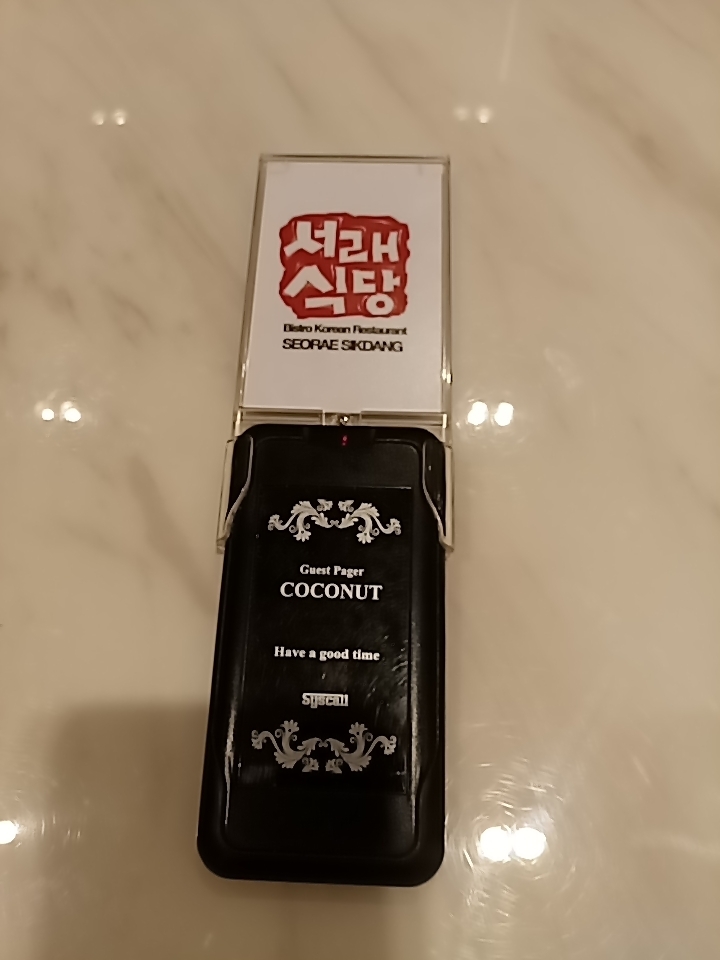 서래
식당
Bistro Korean Restaurant
SEORAE SIKDANG
Guest Pager
COCONUT
Have a good time
Syscall